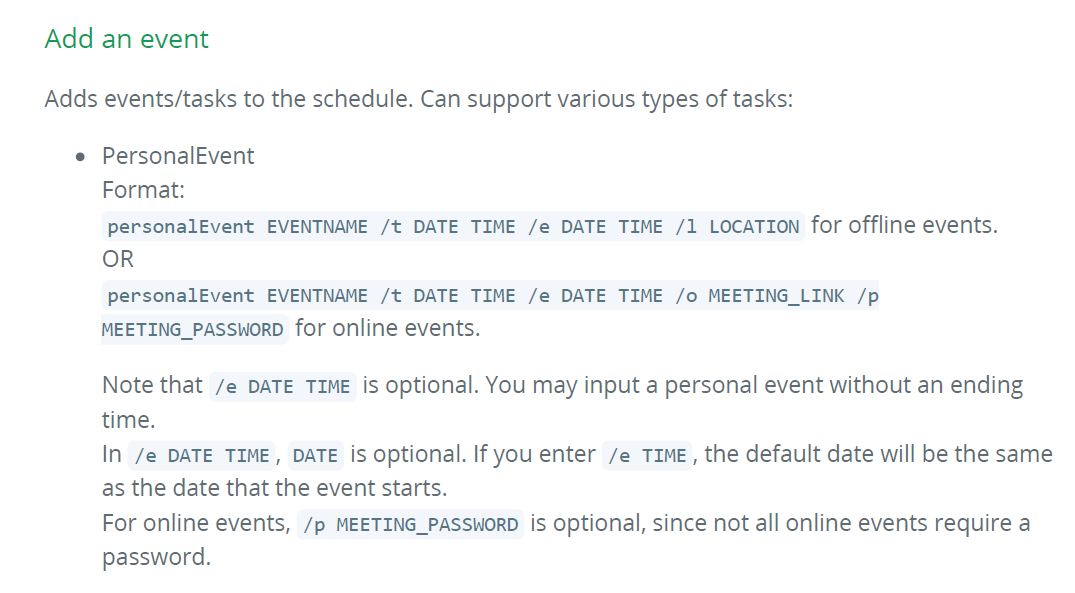 Add an event
Adds events/tasks to the schedule. Can support various types of tasks:
• PersonalEvent
Format:
personalEvent EVENTNAME /t DATE TIME /e DATE TIME /l LOCATION for offline events.
OR
personalEvent EVENTNAME /t DATE TIME /e DATE TIME /o MEETING_LINK /p
MEETING_PASSWORD for online events.
Note that /e DATE TIME is optional. You may input a personal event without an ending
time.
In /e DATE TIME, DATE is optional. If you enter /e TIME, the default date will be the same
as the date that the event starts.
For online events, /p MEETING_PASSWORD is optional, since not all online events require a
password.